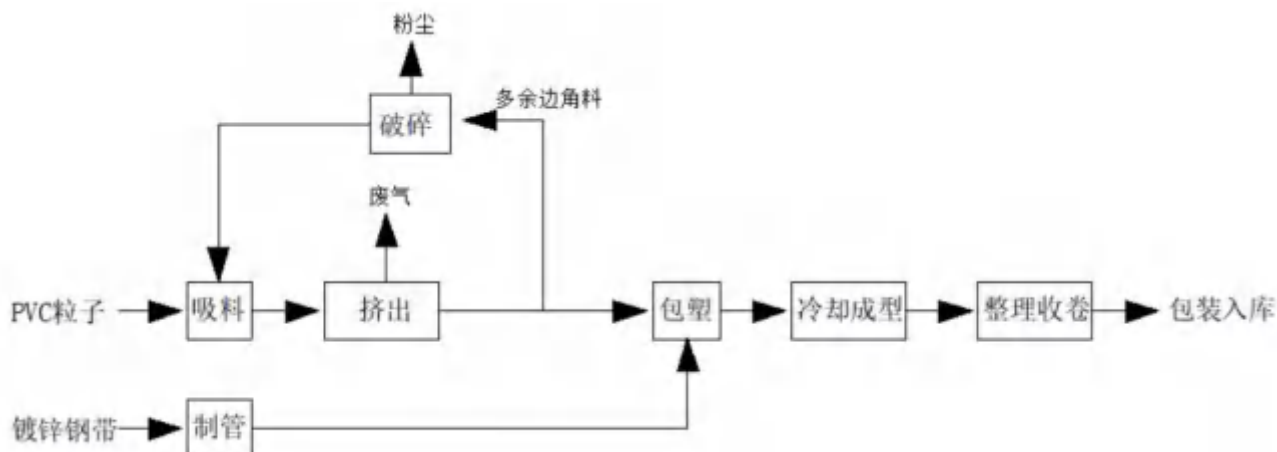 粉尘
多余边角料
破碎
废气
PVC粒子
吸料
挤出
包塑
冷却成型
整理收卷
包装入库
镀锌钢带
制管